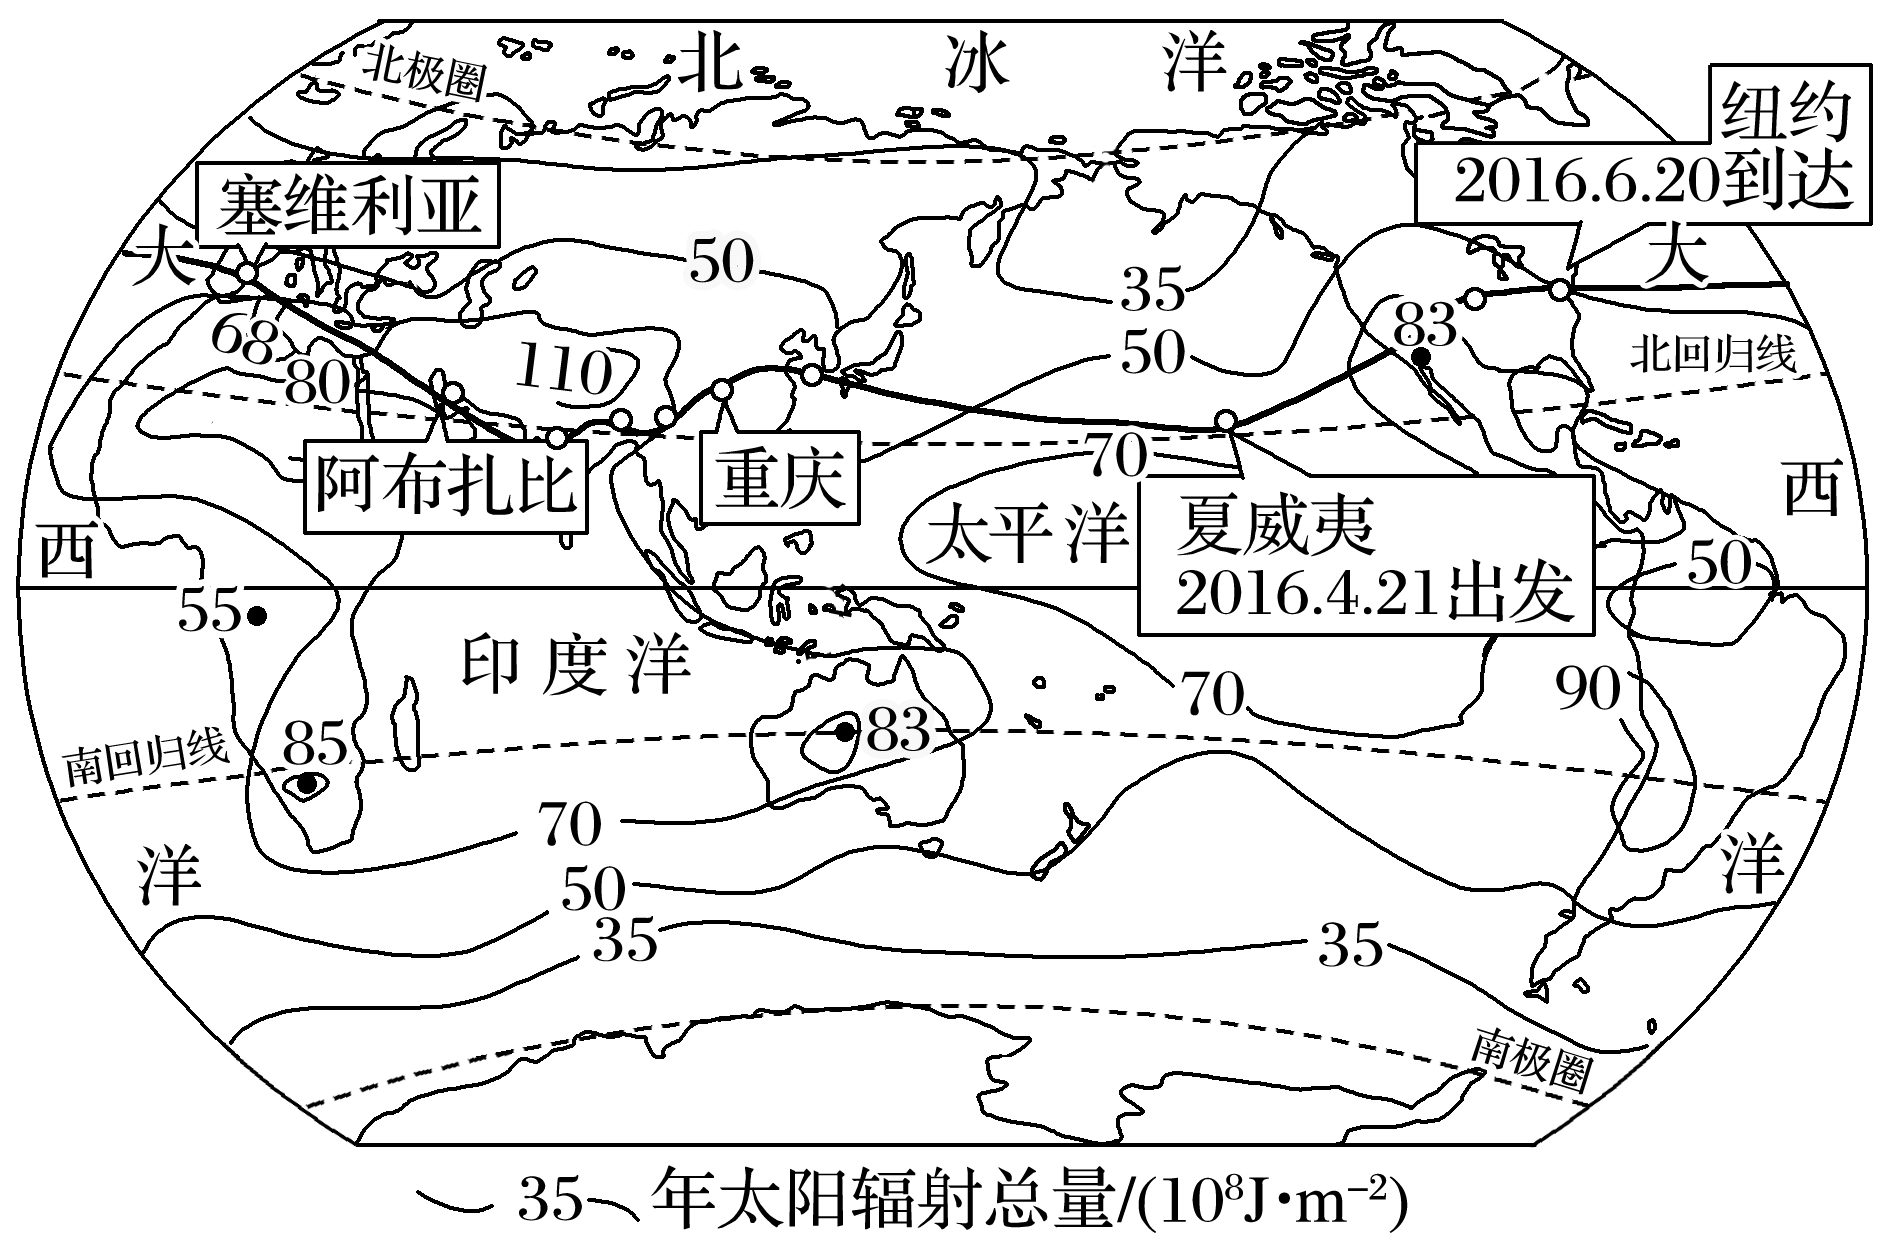 北 冰 洋
北极圈
纽约
2016.6.20到达
塞维利亚
大
大
50
35
50
83
68
80
110
北回归线
70
阿布扎比
重庆
西
西
太平洋
夏威夷
2016.4.21出发
50
55
印度洋
70
90
85
83
南回归线
70
洋
洋
50
35
35
南极圈
35 年太阳辐射总量/(10⁸J·m⁻²)